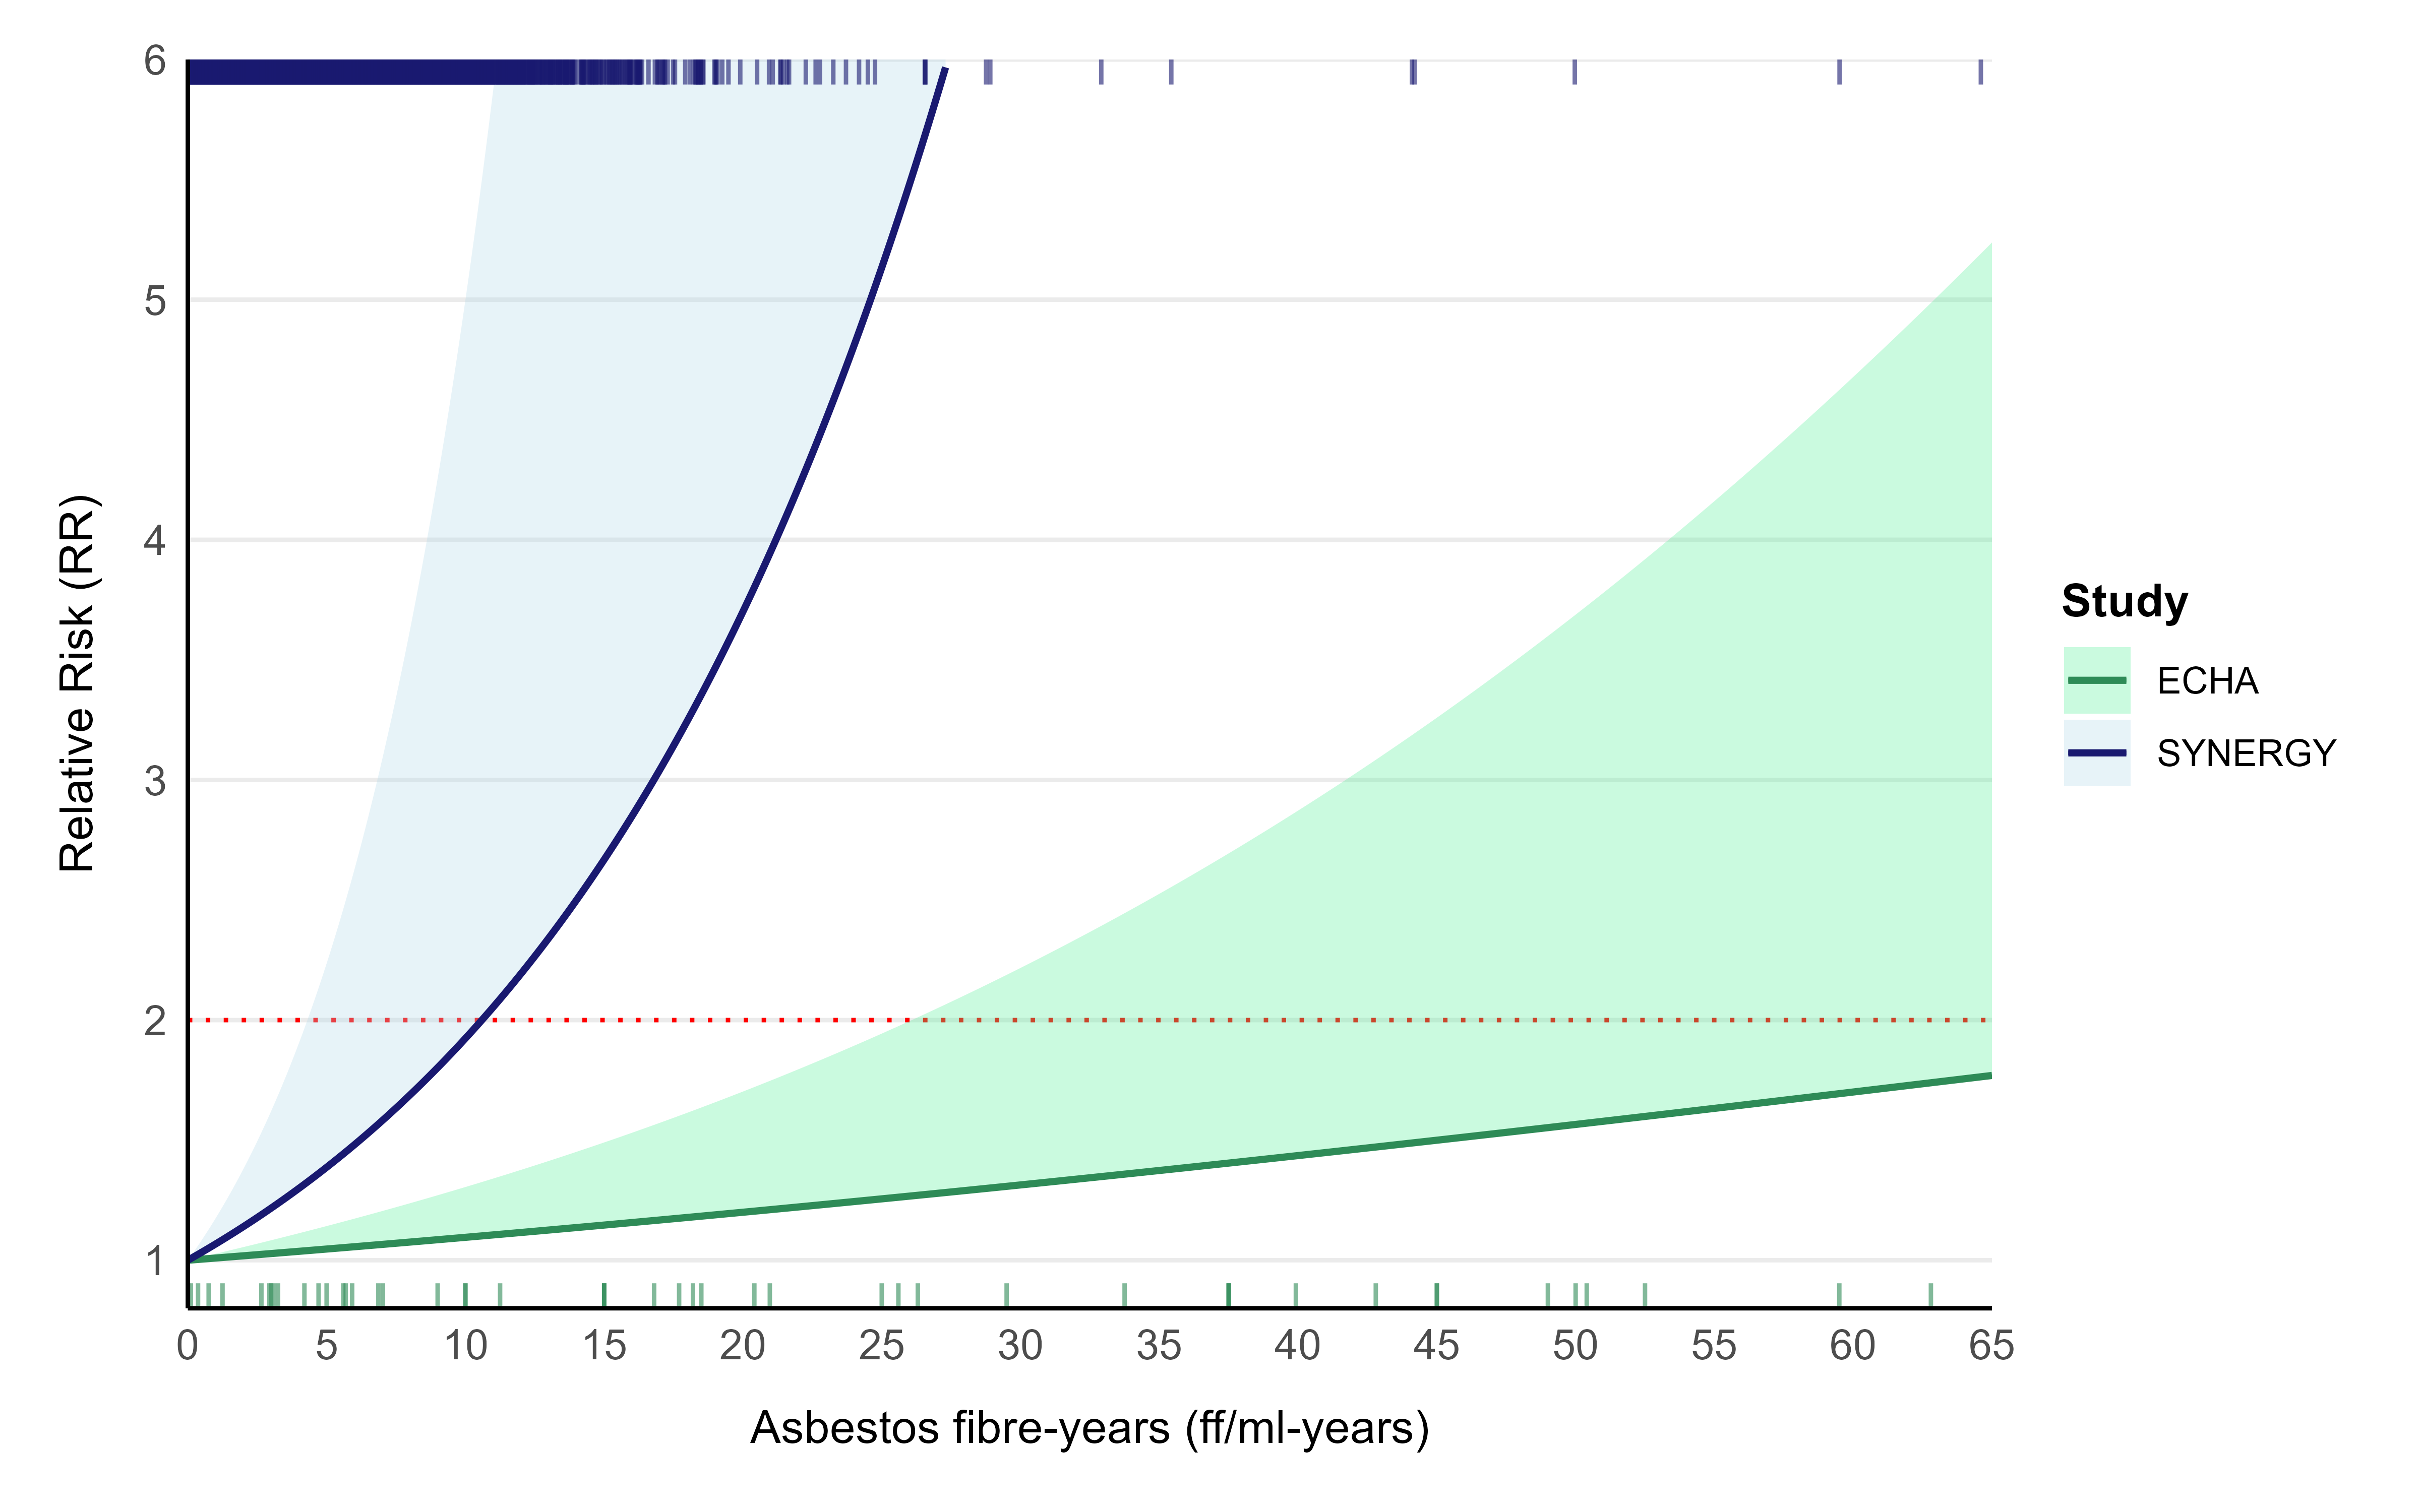 6
5
4
3
2
1
Relative Risk (RR)
0 5 10 15 20 25 30 35 40 45 50 55 60 65
Asbestos fibre-years (ff/ml-years)
Study
ECHA
SYNERGY